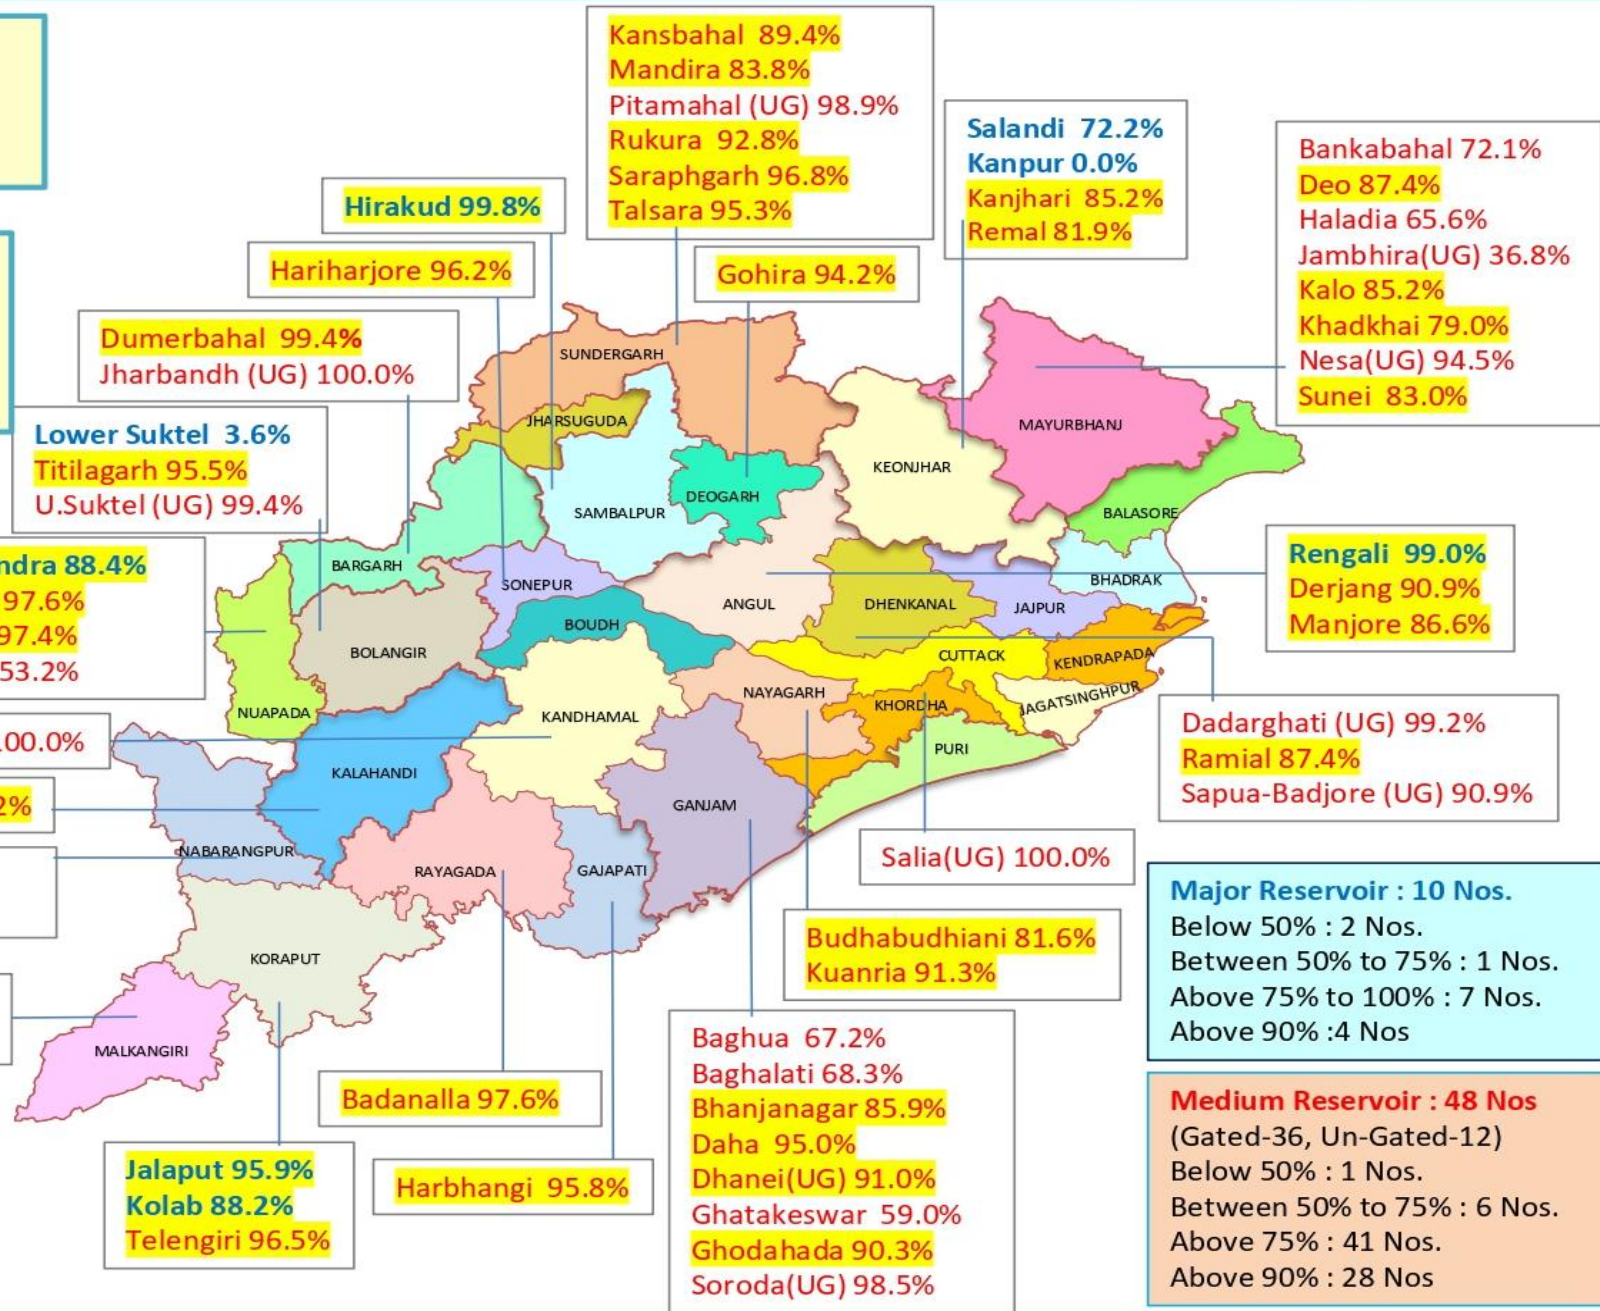 Kansbahal 89.4%
Mandira 83.8%
Pitamahal (UG) 98.9%
Rukura 92.8%
Saraphgarh 96.8%
Talsara 95.3%
Salandi 72.2%
Kanpur 0.0%
Kanjhari 85.2%
Remal 81.9%
Bankabahal 72.1%
Deo 87.4%
Haladia 65.6%
Jambhira(UG) 36.8%
Kalo 85.2%
Khadkhai 79.0%
Nesa(UG) 94.5%
Sunei 83.0%
Hirakud 99.8%
Hariharjore 96.2%
Gohira 94.2%
Dumerbahal 99.4%
Jharbandh (UG) 100.0%
Lower Suktel 3.6%
Titilagarh 95.5%
U.Suktel (UG) 99.4%
ndra 88.4%
97.6%
97.4%
53.2%
00.0%
2%
SUNDERGARH
JHARSUGUDA
SAMBALPUR
DEOGARH
KEONJHAR
MAYURBHANJ
BALASORE
BHADRAK
BARGARH
SONEPUR
BOUDH
ANGUL
DHENKANAL
JAJPUR
BOLANGIR
CUTTACK
KENDRAPADA
JAGATSINGHPUR
NUAPADA
KANDHAMAL
NAYAGARH
KHORDHA
PURI
KALAHANDI
GANJAM
NABARANGPUR
RAYAGADA
GAJAPATI
KORAPUT
MALKANGIRI
Rengali 99.0%
Derjang 90.9%
Manjore 86.6%
Dadarghati (UG) 99.2%
Ramial 87.4%
Sapua-Badjore (UG) 90.9%
Salia(UG) 100.0%
Budhabudhiani 81.6%
Kuanria 91.3%
Badanalla 97.6%
Jalaput 95.9%
Kolab 88.2%
Telengiri 96.5%
Harbhangi 95.8%
Baghua 67.2%
Baghalati 68.3%
Bhanjanagar 85.9%
Daha 95.0%
Dhanei(UG) 91.0%
Ghatakeswar 59.0%
Ghodahada 90.3%
Soroda(UG) 98.5%
Major Reservoir : 10 Nos.
Below 50% : 2 Nos.
Between 50% to 75% : 1 Nos.
Above 75% to 100% : 7 Nos.
Above 90% :4 Nos
Medium Reservoir : 48 Nos
(Gated-36, Un-Gated-12)
Below 50% : 1 Nos.
Between 50% to 75% : 6 Nos.
Above 75% : 41 Nos.
Above 90% : 28 Nos